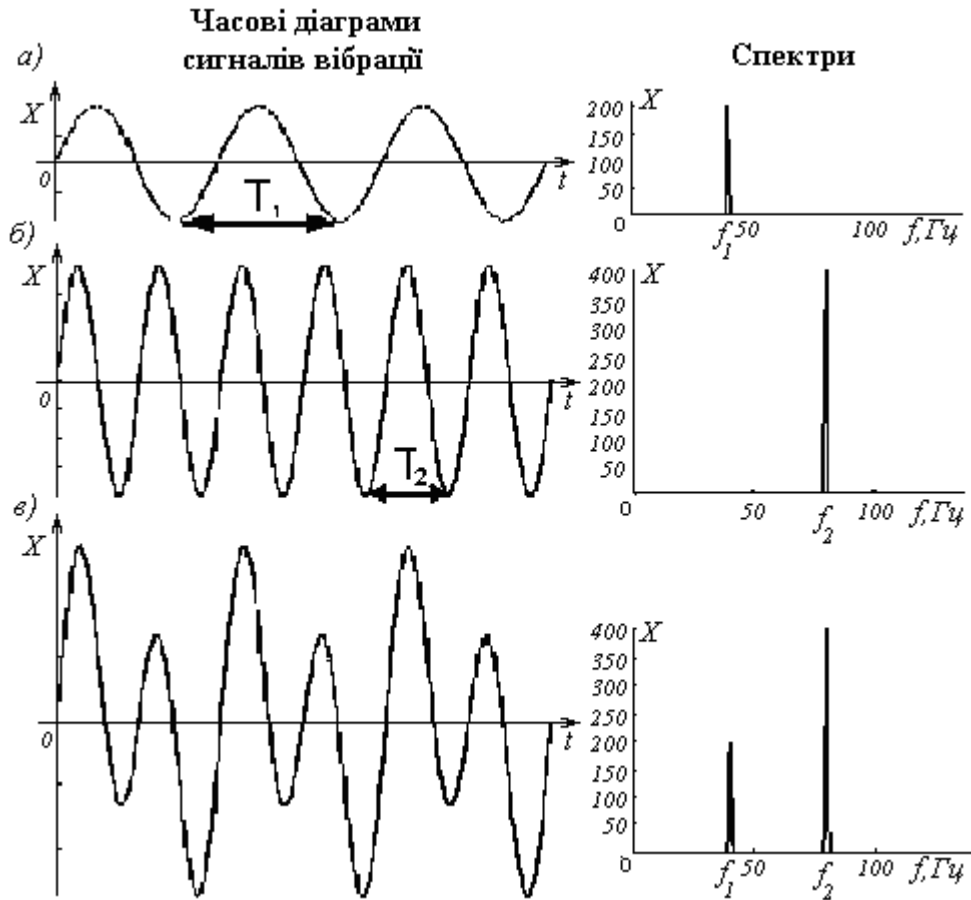 Часові діаграми
сигналів вібрації
Спектри
а)
X
0
t
T₁
X
200
150
100
50
0
f₁ 50 100 f,Гц
б)
X
0
t
T₂
X
400
350
300
250
200
150
100
50
0 50 f₂ 100 f,Гц
в)
X
0
t
X
400
350
300
250
200
150
100
50
0 f₁ 50 f₂ 100 f,Гц